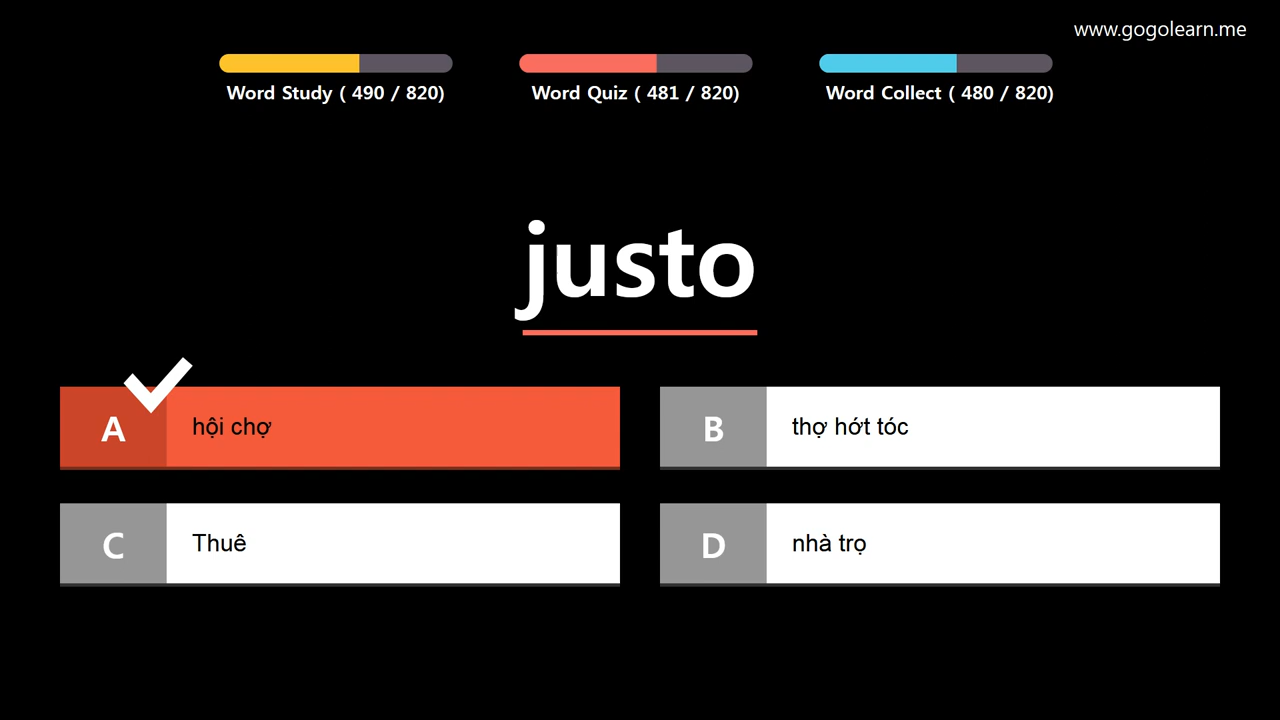 www.gogolearn.me
Word Study ( 490 / 820)
Word Quiz ( 481 / 820)
Word Collect ( 480 / 820)
justo
A
hội chợ
B
thợ hớt tóc
C
Thuê
D
nhà trọ